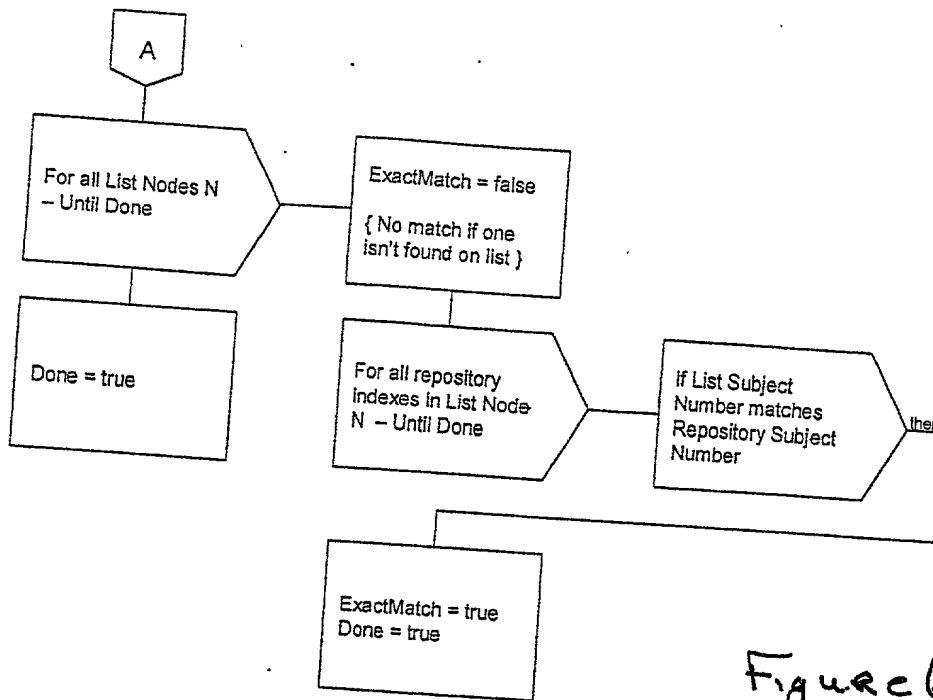 A
For all List Nodes N
– Until Done
ExactMatch = false
{ No match if one
isn't found on list }
Done = true
For all repository
indexes in List Node
N – Until Done
If List Subject
Number matches
Repository Subject
Number
ExactMatch = true
Done = true
Figure